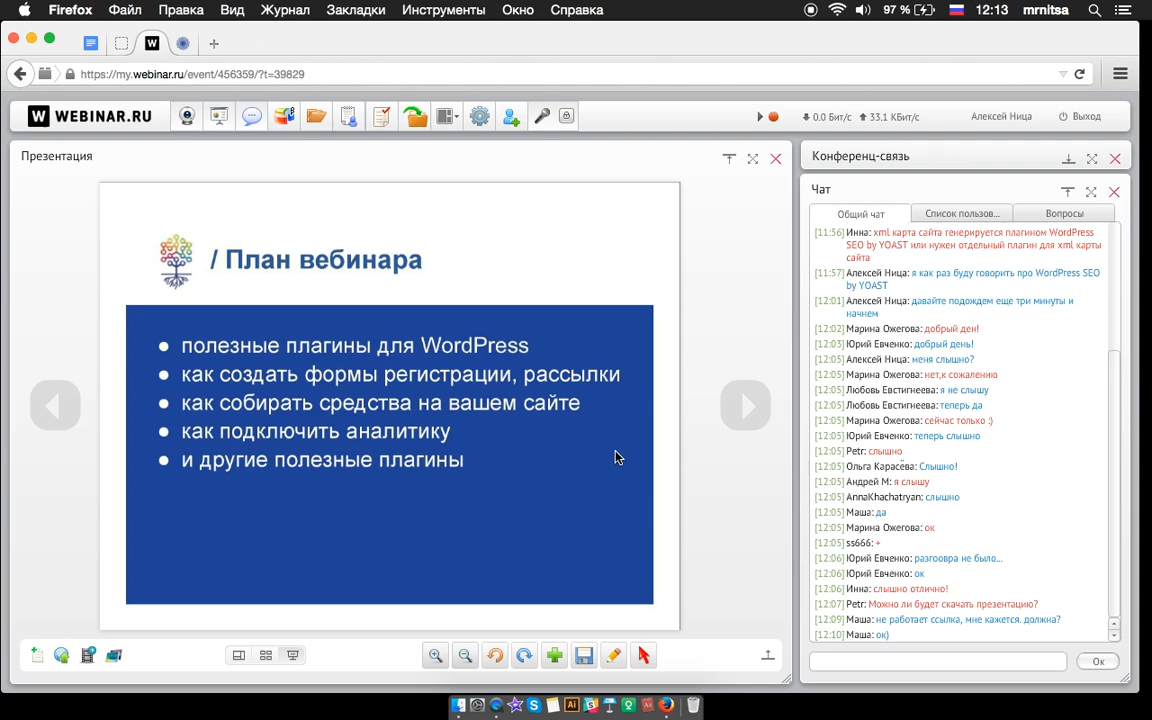 Firefox Файл Правка Вид Журнал Закладки Инструменты Окно Справка 97 % 12:13 mrnitsa
W
https://my.webinar.ru/event/456359/?t=39829
W WEBINAR.RU 0.0 Бит/с 33.1 КБит/с Алексей Ница Выход
Презентация
/ План вебинара
полезные плагины для WordPress
как создать формы регистрации, рассылки
как собирать средства на вашем сайте
как подключить аналитику
и другие полезные плагины
Конференц-связь
Чат
Общий чат Список пользов... Вопросы
[11:56] Инна: xml карта сайта генерируется плагином WordPress
SEO by YOAST или нужен отдельный плагин для xml карты
сайта
[11:57] Алексей Ница: я как раз буду говорить про WordPress SEO
by YOAST
[12:01] Алексей Ница: давайте подождем еще три минуты и
начнем
[12:02] Марина Ожегова: добрый ден!
[12:03] Юрий Евченко: добрый день!
[12:05] Алексей Ница: меня слышно?
[12:05] Марина Ожегова: нет,к сожалению
[12:05] Любовь Евстигнеева: я не слышу
[12:05] Любовь Евстигнеева: теперь да
[12:05] Марина Ожегова: сейчас только :)
[12:05] Юрий Евченко: теперь слышно
[12:05] Petr: слышно
[12:05] Ольга Карасёва: Слышно!
[12:05] Андрей М: я слышу
[12:05] AnnaKhachatryan: слышно
[12:05] Маша: да
[12:05] Марина Ожегова: ок
[12:05] ss666: +
[12:06] Юрий Евченко: разгоовра не было...
[12:06] Юрий Евченко: ок
[12:06] Инна: слышно отлично!
[12:07] Petr: Можно ли будет скачать презентацию?
[12:09] Маша: не работает ссылка, мне кажется. должна?
[12:10] Маша: ок)
Ок
Ai